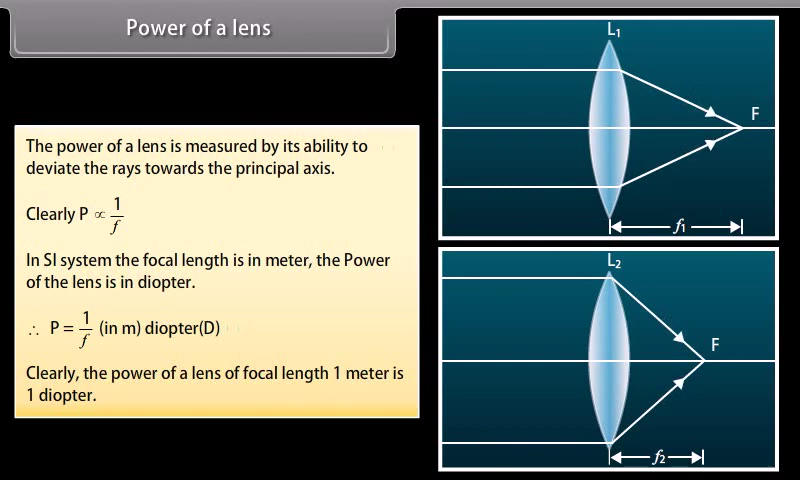 Power of a lens
The power of a lens is measured by its ability to
deviate the rays towards the principal axis.
Clearly P ∝ 1/f
In SI system the focal length is in meter, the Power
of the lens is in diopter.
∴ P = 1/f (in m) diopter(D)
Clearly, the power of a lens of focal length 1 meter is
1 diopter.
L₁
F
f₁
L₂
F
f₂